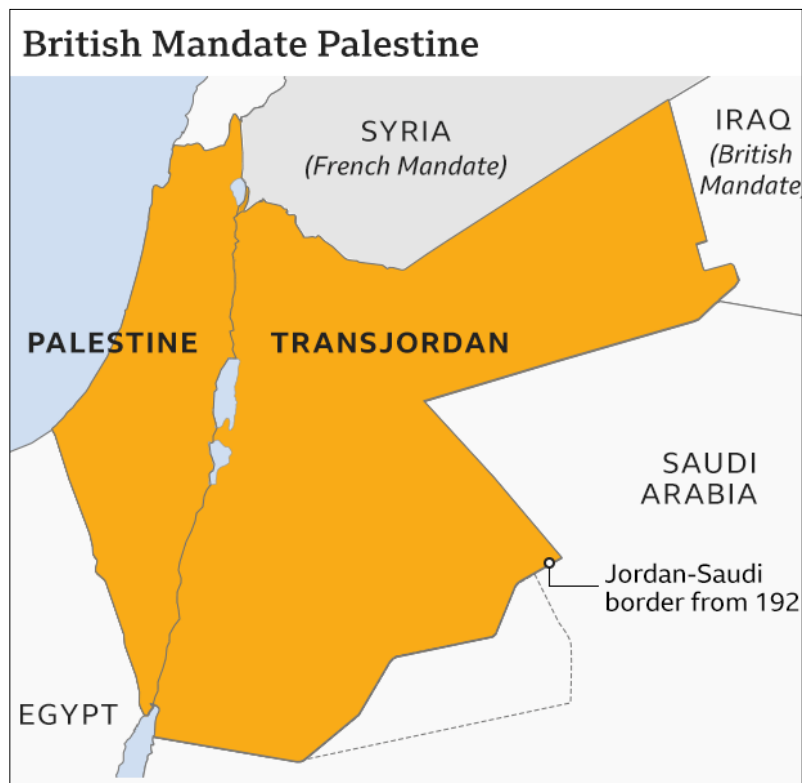 British Mandate Palestine
SYRIA
(French Mandate)
IRAQ
(British
Mandate
PALESTINE
TRANSJORDAN
SAUDI
ARABIA
Jordan-Saudi
border from 192
EGYPT